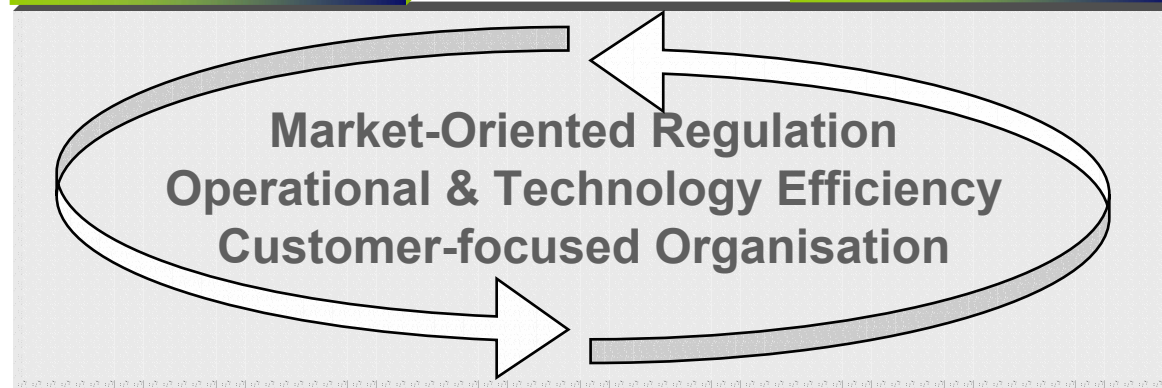 Market-Oriented Regulation
Operational & Technology Efficiency
Customer-focused Organisation